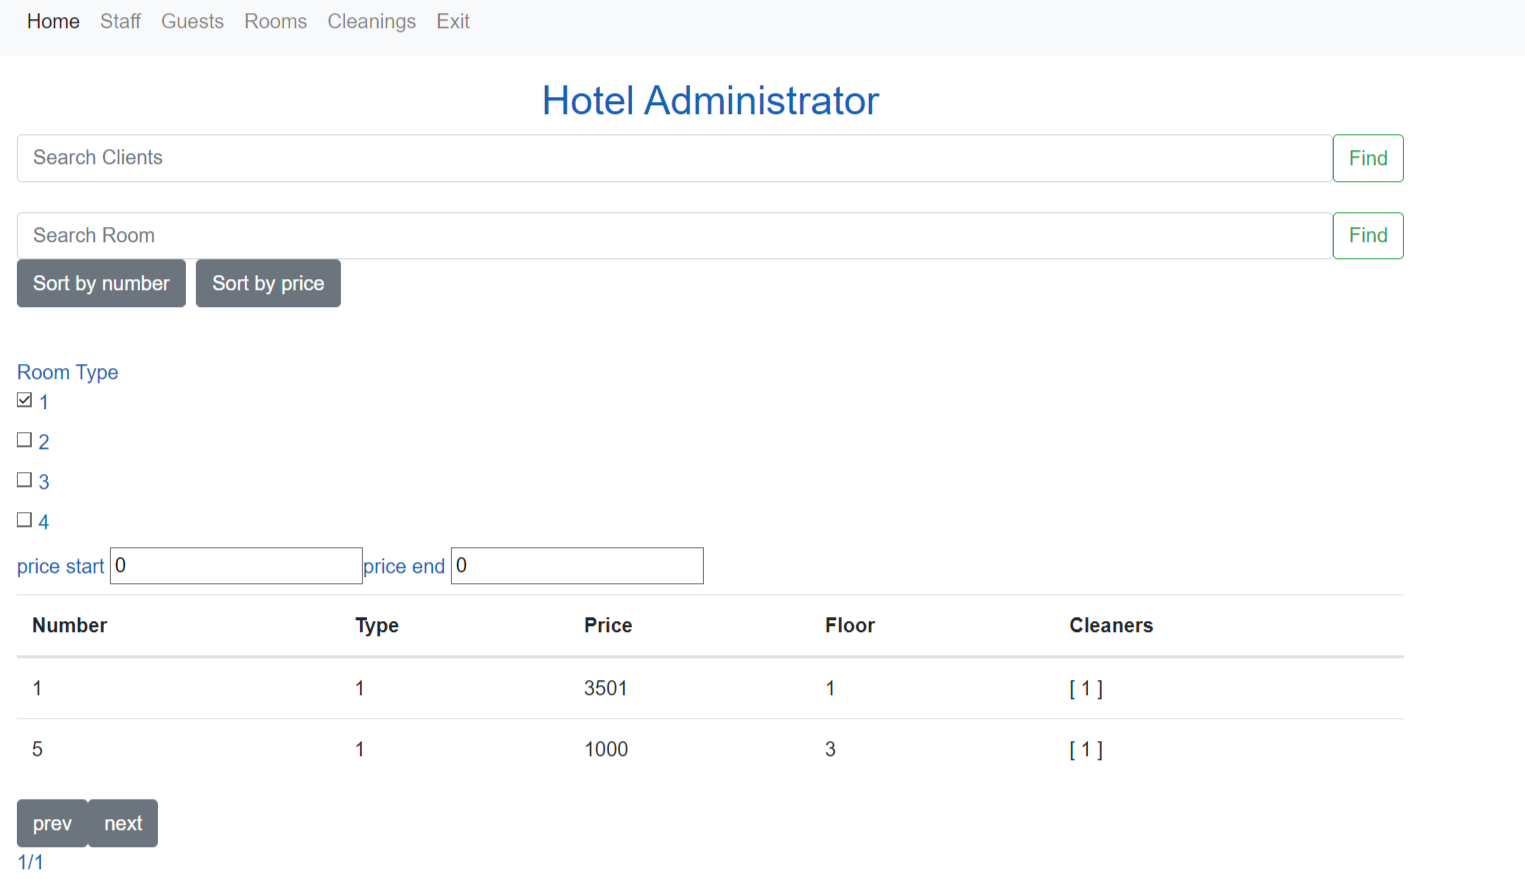 Home Staff Guests Rooms Cleanings Exit
Hotel Administrator
Search Clients Find
Search Room Find
Sort by number Sort by price
Room Type
1
2
3
4
price start 0 price end 0
Number Type Price Floor Cleaners
1 1 3501 1 [ 1 ]
5 1 1000 3 [ 1 ]
prev next
1/1